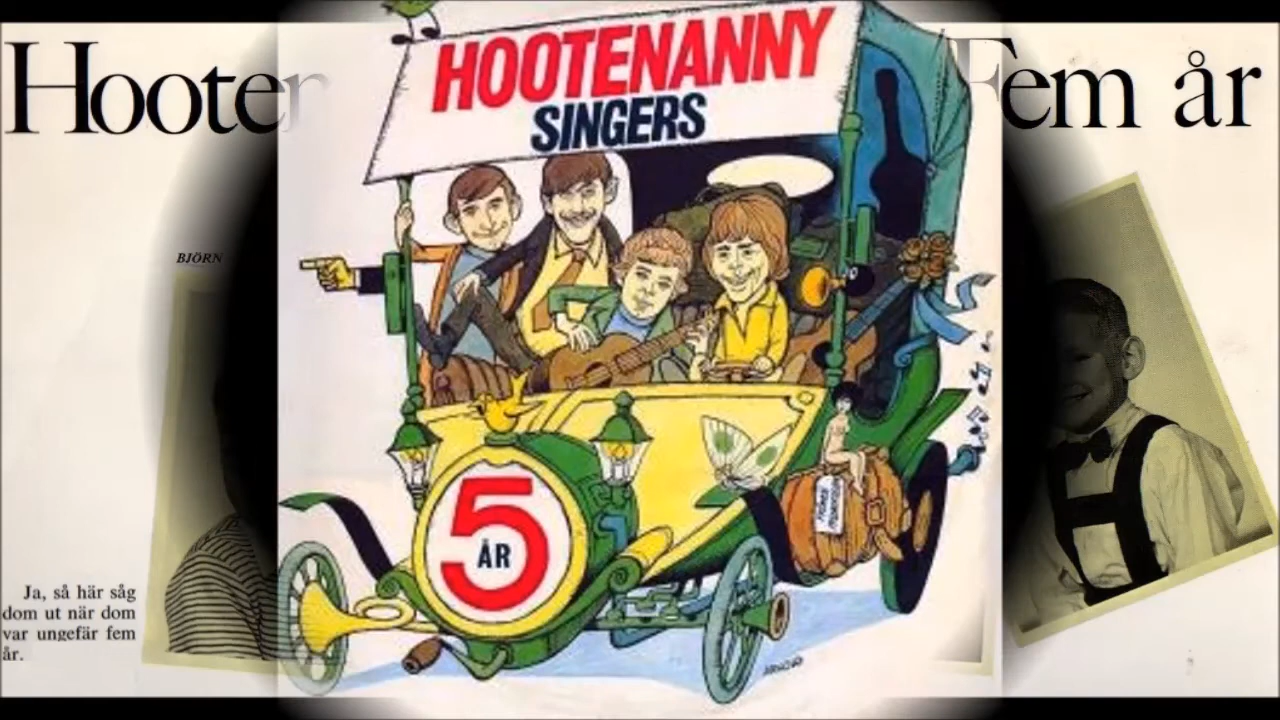 Hooten
HOOTENANNY
SINGERS
Fem år
BJÖRN
5
ÅR
Ja, så här såg
dom ut när dom
var ungefär fem
år.